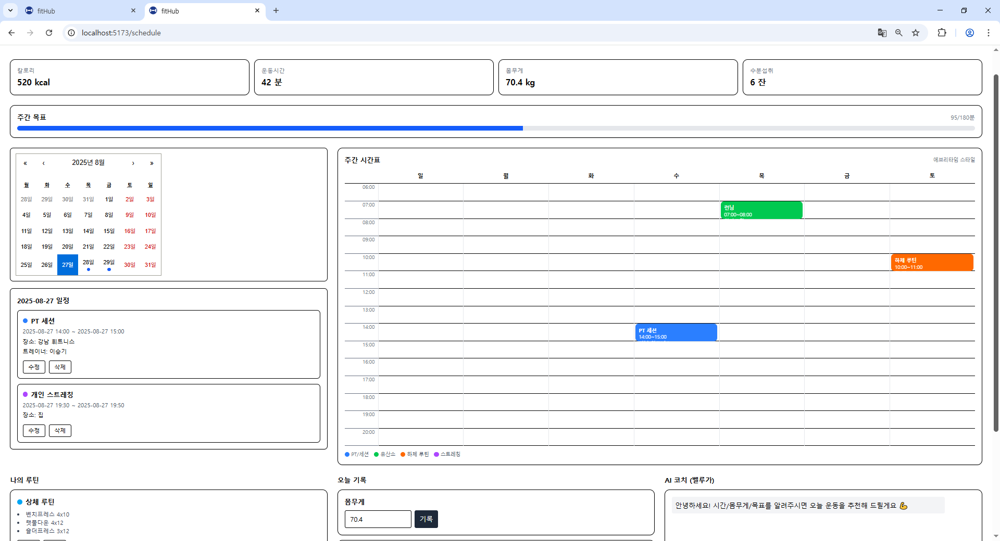 fitHub
fitHub
localhost:5173/schedule
칼로리
520 kcal
운동시간
42 분
몸무게
70.4 kg
수분섭취
6 잔
주간 목표
95/180분
« ‹ 2025년 8월 › »
월 화 수 목 금 토 일
28일 29일 30일 31일 1일 2일 3일
4일 5일 6일 7일 8일 9일 10일
11일 12일 13일 14일 15일 16일 17일
18일 19일 20일 21일 22일 23일 24일
25일 26일 27일 28일 29일 30일 31일
2025-08-27 일정
PT 세션
2025-08-27 14:00 ~ 2025-08-27 15:00
장소: 강남 휘트니스
트레이너: 이승기
수정 삭제
개인 스트레칭
2025-08-27 19:30 ~ 2025-08-27 19:50
장소: 집
수정 삭제
주간 시간표
에브리타임 스타일
일 월 화 수 목 금 토
06:00
07:00
런닝
07:00~08:00
08:00
09:00
10:00
하체 루틴
10:00~11:00
11:00
12:00
13:00
14:00
PT 세션
14:00~15:00
15:00
16:00
17:00
18:00
19:00
20:00
PT/세션 유산소 하체 루틴 스트레칭
나의 루틴
상체 루틴
벤치프레스 4x10
랫풀다운 4x12
숄더프레스 3x12
오늘 기록
몸무게
70.4 기록
AI 코치 (벨루가)
안녕하세요! 시간/몸무게/목표를 알려주시면 오늘 운동을 추천해 드릴게요 💪